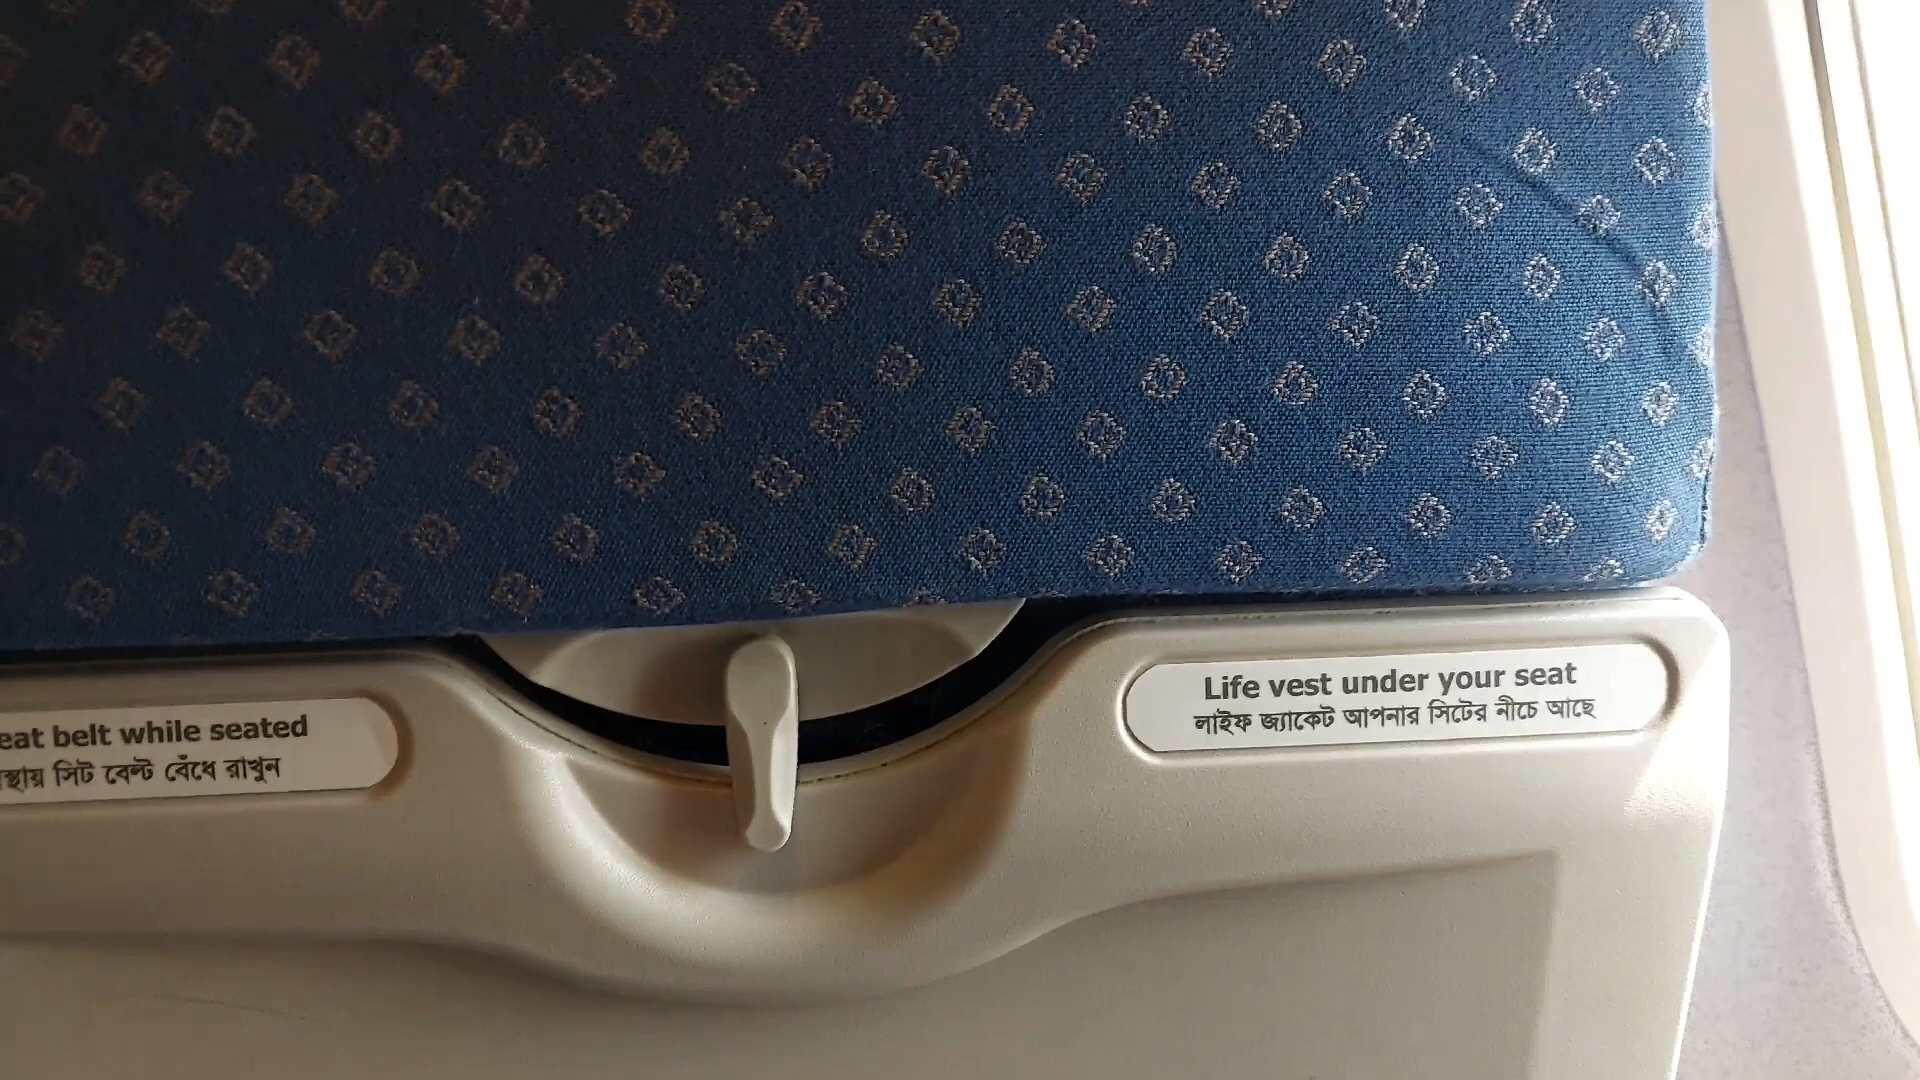 eat belt while seated
স্থায় সিট বেল্ট বেঁধে রাখুন
Life vest under your seat
লাইফ জ্যাকেট আপনার সিটের নীচে আছে